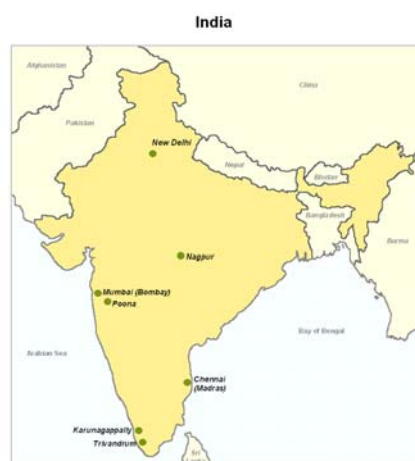 India
Afghanistan
China
Pakistan
New Delhi
Nepal
Bhutan
Bangladesh
Burma
Nagpur
Mumbai (Bombay)
Poona
Bay of Bengal
Arabian Sea
Chennai
(Madras)
Karunagappally
Trivandrum
Sri
Lanka